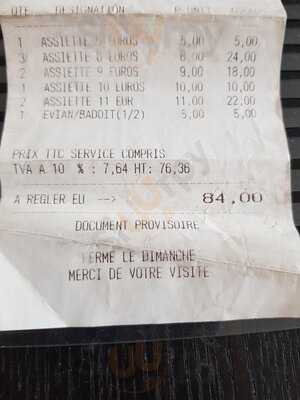 QTE DESIGNATION P.UNIT
1 ASSIETTE 5 EUROS 5,00 5,00
3 ASSIETTE 8 EUROS 8,00 24,00
2 ASSIETTE 9 EUROS 9,00 18,00
1 ASSIETTE 10 EUROS 10,00 10,00
2 ASSIETTE 11 EUR 11,00 22,00
1 EVIAN/BADOIT(1/2) 5,00 5,00
PRIX TTC SERVICE COMPRIS
TVA A 10 % : 7,64 HT: 76,36
A REGLER EU --> 84,00
DOCUMENT PROVISOIRE
FERME LE DIMANCHE
MERCI DE VOTRE VISITE